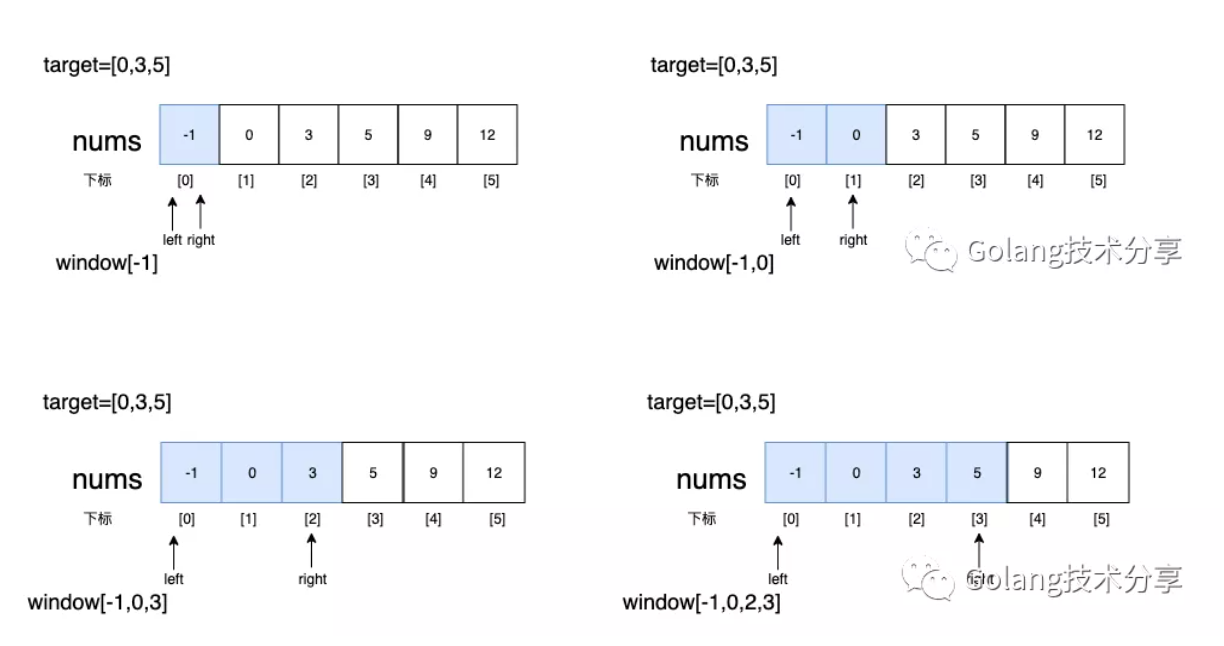 target=[0,3,5]
nums -1 0 3 5 9 12
下标 [0] [1] [2] [3] [4] [5]
left right
window[-1]
target=[0,3,5]
nums -1 0 3 5 9 12
下标 [0] [1] [2] [3] [4] [5]
left right
window[-1,0]
Golang技术分享
target=[0,3,5]
nums -1 0 3 5 9 12
下标 [0] [1] [2] [3] [4] [5]
left right
window[-1,0,3]
target=[0,3,5]
nums -1 0 3 5 9 12
下标 [0] [1] [2] [3] [4] [5]
left right
Golang技术分享
window[-1,0,2,3]